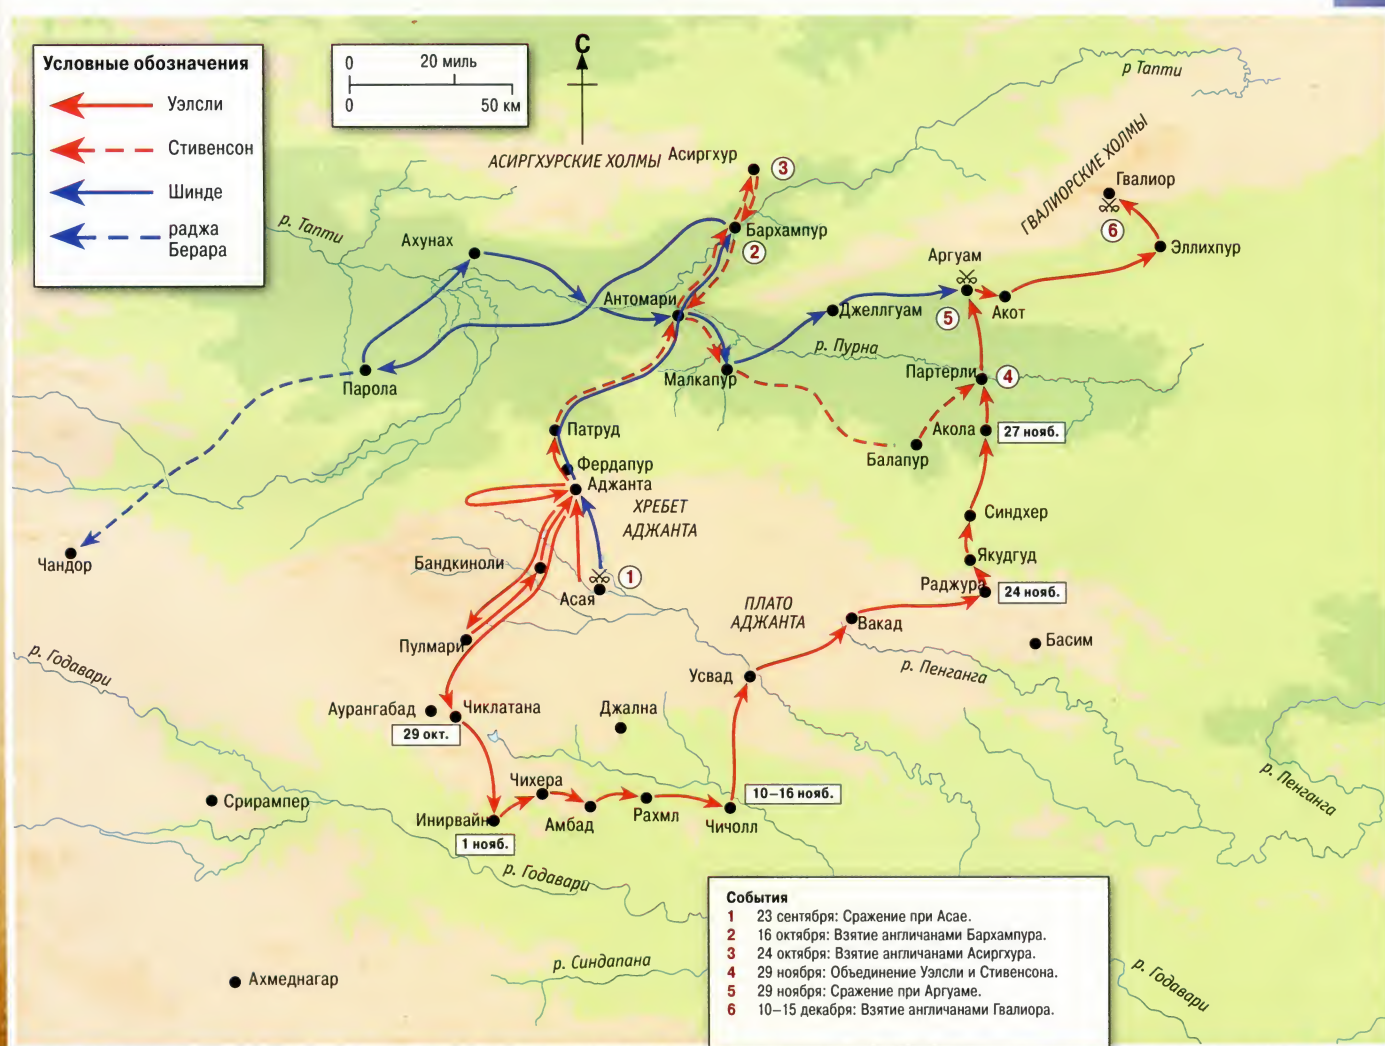 Условные обозначения
Уэлсли
Стивенсон
Шинде
раджа
Берара
0 20 миль
0 50 км
С
р Тапти
АСИРГХУРСКИЕ ХОЛМЫ
Асиргхур
3
ГВАЛИОРСКИЕ ХОЛМЫ
Гвалиор
6
р. Тапти
Ахунах
Бархампур
2
Эллихпур
Аргуам
Антомари
Джеллгуам
5
Акот
р. Пурна
Парола
Малкапур
Партерли
4
Патруд
Акола
27 нояб.
Балапур
Фердапур
Аджанта
ХРЕБЕТ
АДЖАНТА
Синдхер
Чандор
Бандкиноли
1
Асая
Якудгуд
Раджура
24 нояб.
ПЛАТО
АДЖАНТА
Вакад
Басим
Пулмари
р. Годавари
Усвад
р. Пенганга
Аурангабад
Чиклатана
29 окт.
Джална
р. Пенганга
Чихера
10–16 нояб.
Срирампер
Инирвайн
Амбад
Рахмл
Чичолл
1 нояб.
р. Годавари
р. Синдапана
Ахмеднагар
р. Годавари
События
1 23 сентября: Сражение при Асае.
2 16 октября: Взятие англичанами Бархампура.
3 24 октября: Взятие англичанами Асиргхура.
4 29 ноября: Объединение Уэлсли и Стивенсона.
5 29 ноября: Сражение при Аргуаме.
6 10–15 декабря: Взятие англичанами Гвалиора.